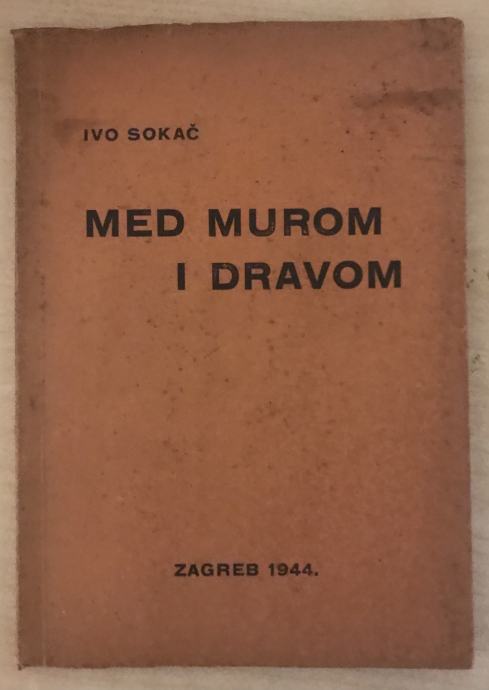 IVO SOKAČ
MED MUROM
I DRAVOM
ZAGREB 1944.